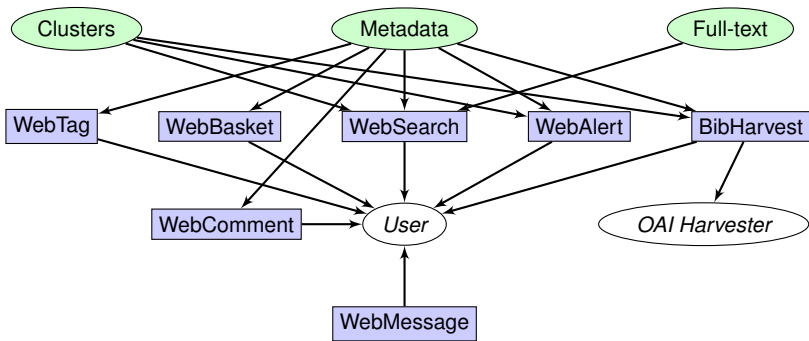 Clusters
Metadata
Full-text
WebTag
WebBasket
WebSearch
WebAlert
BibHarvest
WebComment
User
OAI Harvester
WebMessage